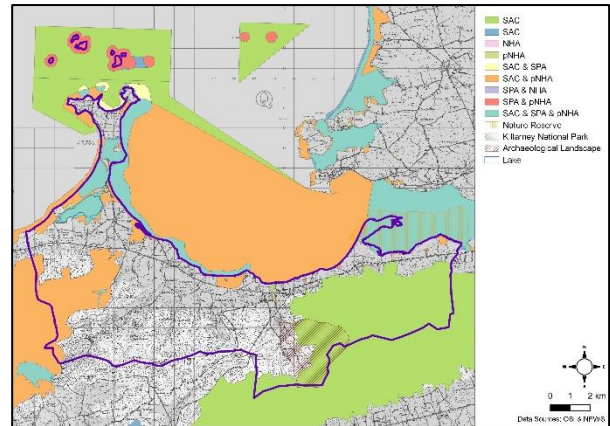 SAC
SAC
NHA
pNHA
SAC & SPA
SAC & pNHA
SPA & NHA
SPA & pNHA
SAC & SPA & pNHA
Nature Reserve
Killarney National Park
Archaeological Landscape
Lake
N
W
E
S
0 1 2 km
Data Sources: OSi & NPWS